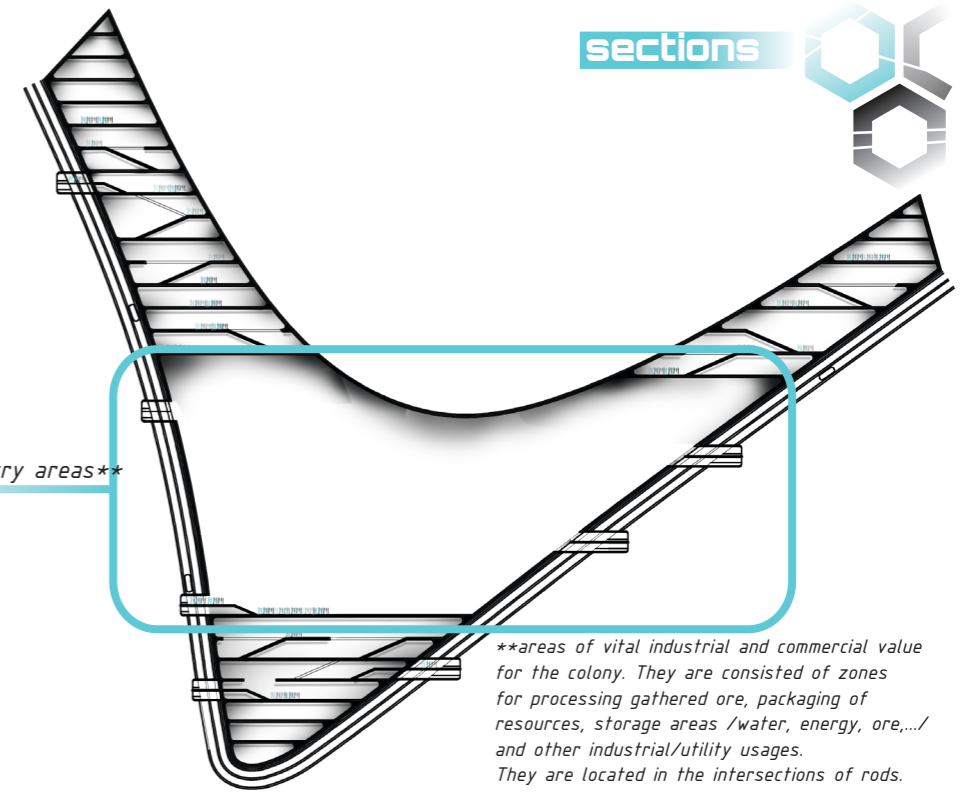 sections
ry areas**
**areas of vital industrial and commercial value
for the colony. They are consisted of zones
for processing gathered ore, packaging of
resources, storage areas /water, energy, ore,.../
and other industrial/utility usages.
They are located in the intersections of rods.